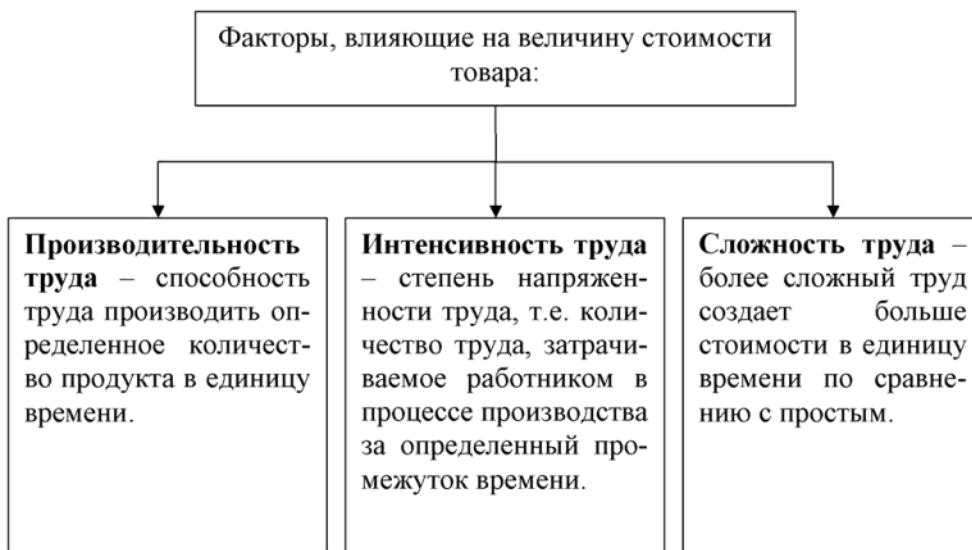 Факторы, влияющие на величину стоимости
товара:
Производительность
труда – способность
труда производить оп-
ределенное количест-
во продукта в единицу
времени.
Интенсивность труда
– степень напряжен-
ности труда, т.е. коли-
чество труда, затрачи-
ваемое работником в
процессе производства
за определенный про-
межуток времени.
Сложность труда –
более сложный труд
создает больше
стоимости в единицу
времени по сравне-
нию с простым.